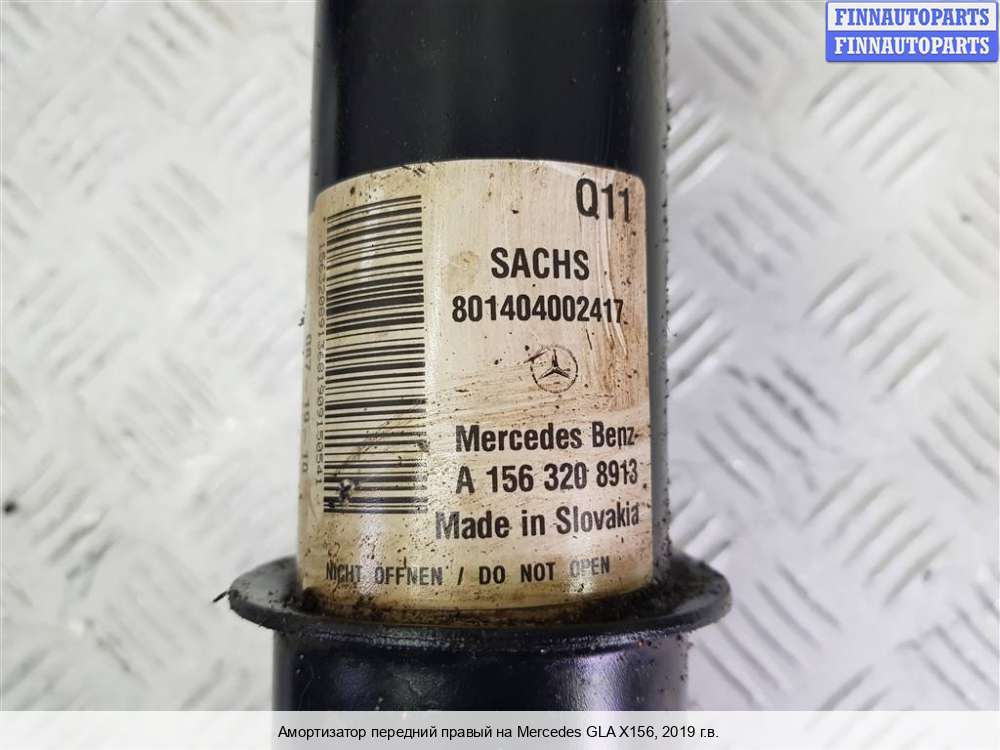 FINNAUTOPARTS
FINNAUTOPARTS
Q11
SACHS
801404002417
Mercedes Benz
A 156 320 8913
Made in Slovakia
NICHT OFFNEN / DO NOT OPEN
Амортизатор передний правый на Mercedes GLA X156, 2019 г.в.